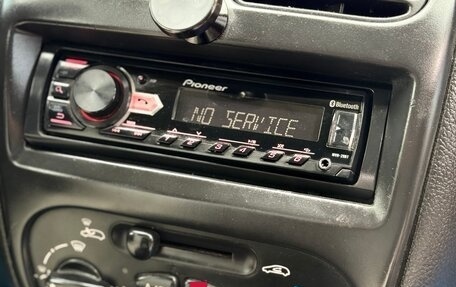 Pioneer
Bluetooth
NO SERVICE
1 2 3 4 5 6